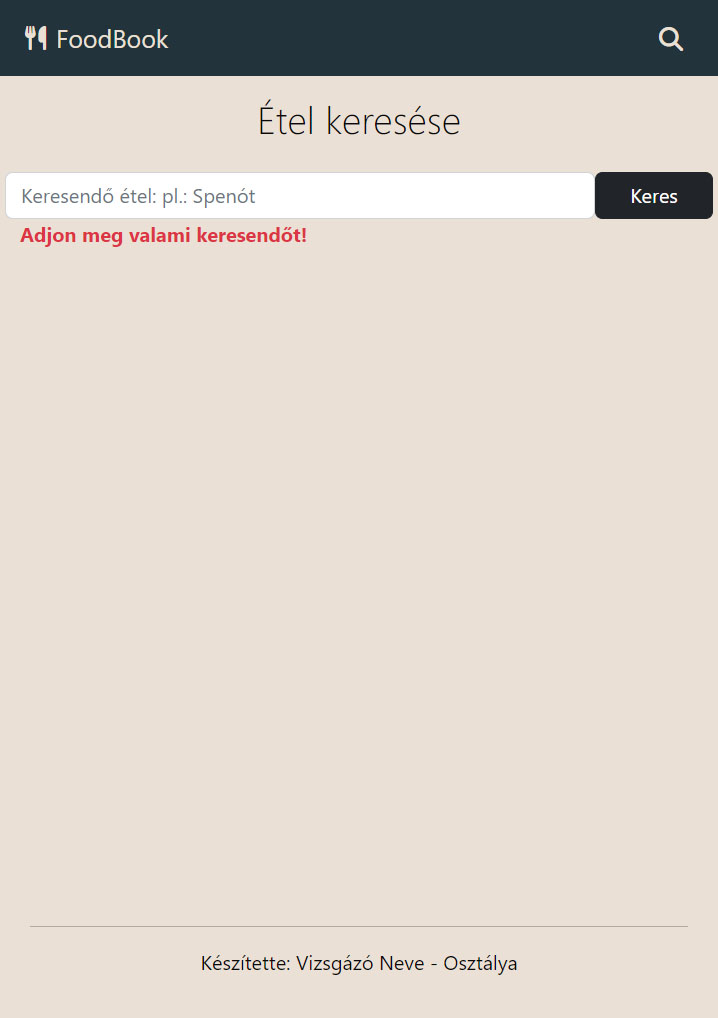 FoodBook
Étel keresése
Keresendő étel: pl.: Spenót
Keres
Adjon meg valami keresendőt!
Készítette: Vizsgázó Neve - Osztálya